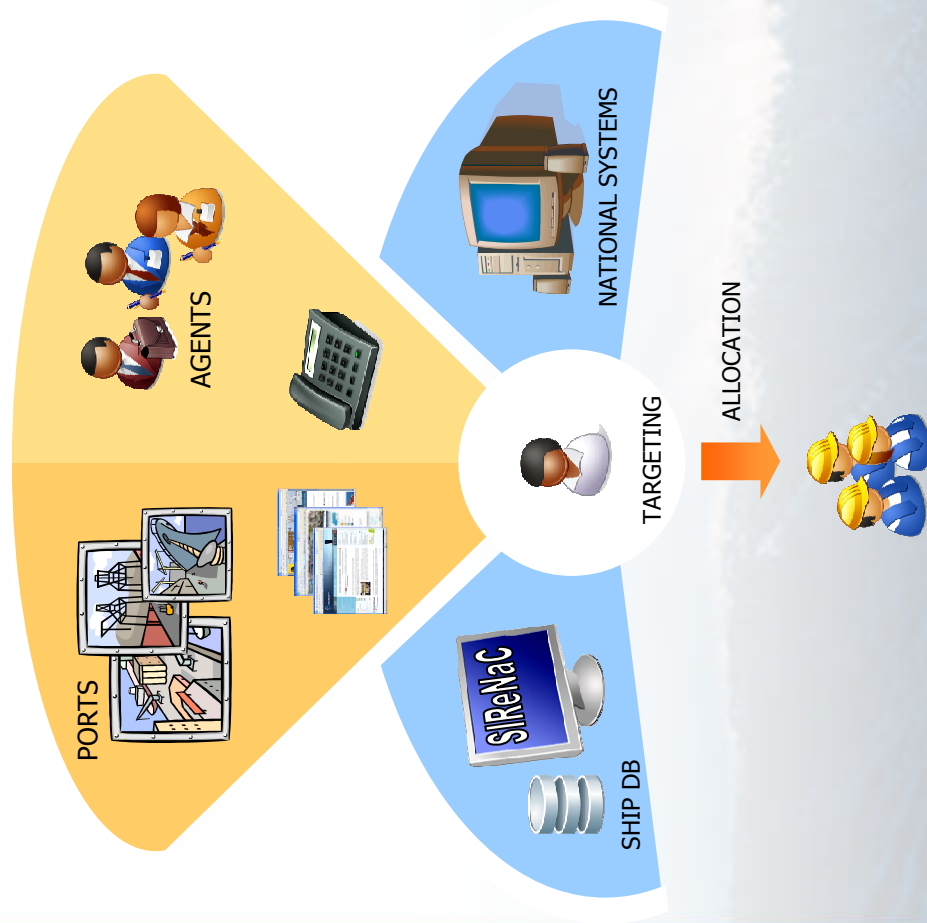 PORTS
AGENTS
SIReNaC
SHIP DB
NATIONAL SYSTEMS
TARGETING
ALLOCATION